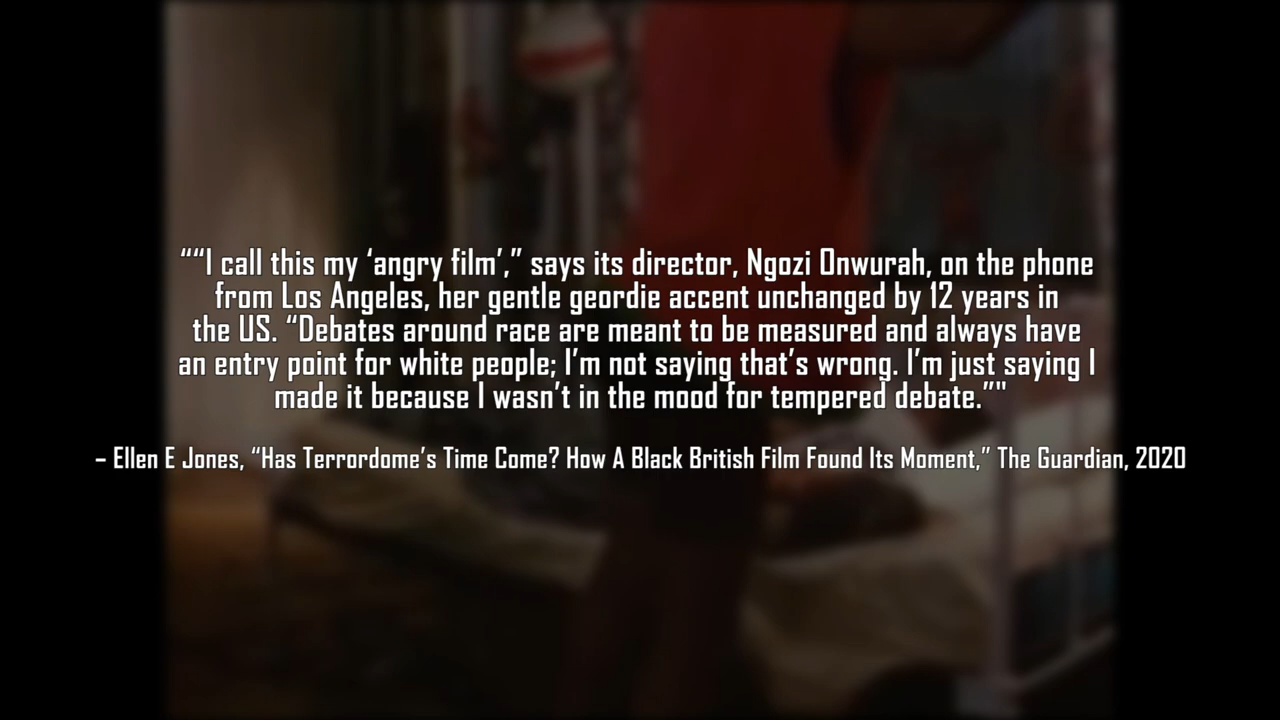 ““I call this my ‘angry film’,” says its director, Ngozi Onwurah, on the phone
from Los Angeles, her gentle geordie accent unchanged by 12 years in
the US. “Debates around race are meant to be measured and always have
an entry point for white people; I’m not saying that’s wrong. I’m just saying I
made it because I wasn’t in the mood for tempered debate.”"
– Ellen E Jones, “Has Terrordome’s Time Come? How A Black British Film Found Its Moment,” The Guardian, 2020